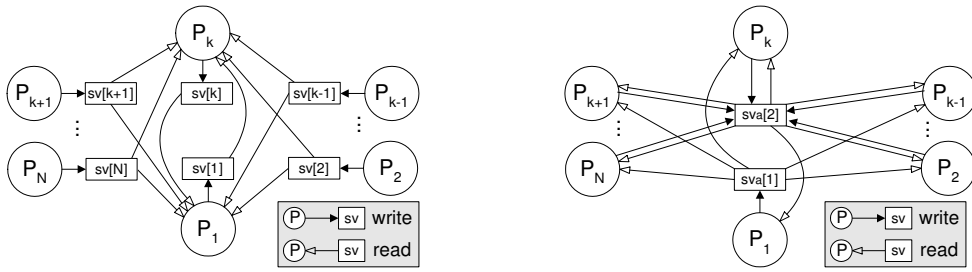 P_k
P_k+1 sv[k+1] sv[k] sv[k-1] P_k-1
⋮ ⋮
P_N sv[N] sv[1] sv[2] P_2
P_1
P sv write
P sv read
P_k
P_k+1 sva[2] P_k-1
⋮ ⋮
P_N sva[1] P_2
P_1
P sv write
P sv read